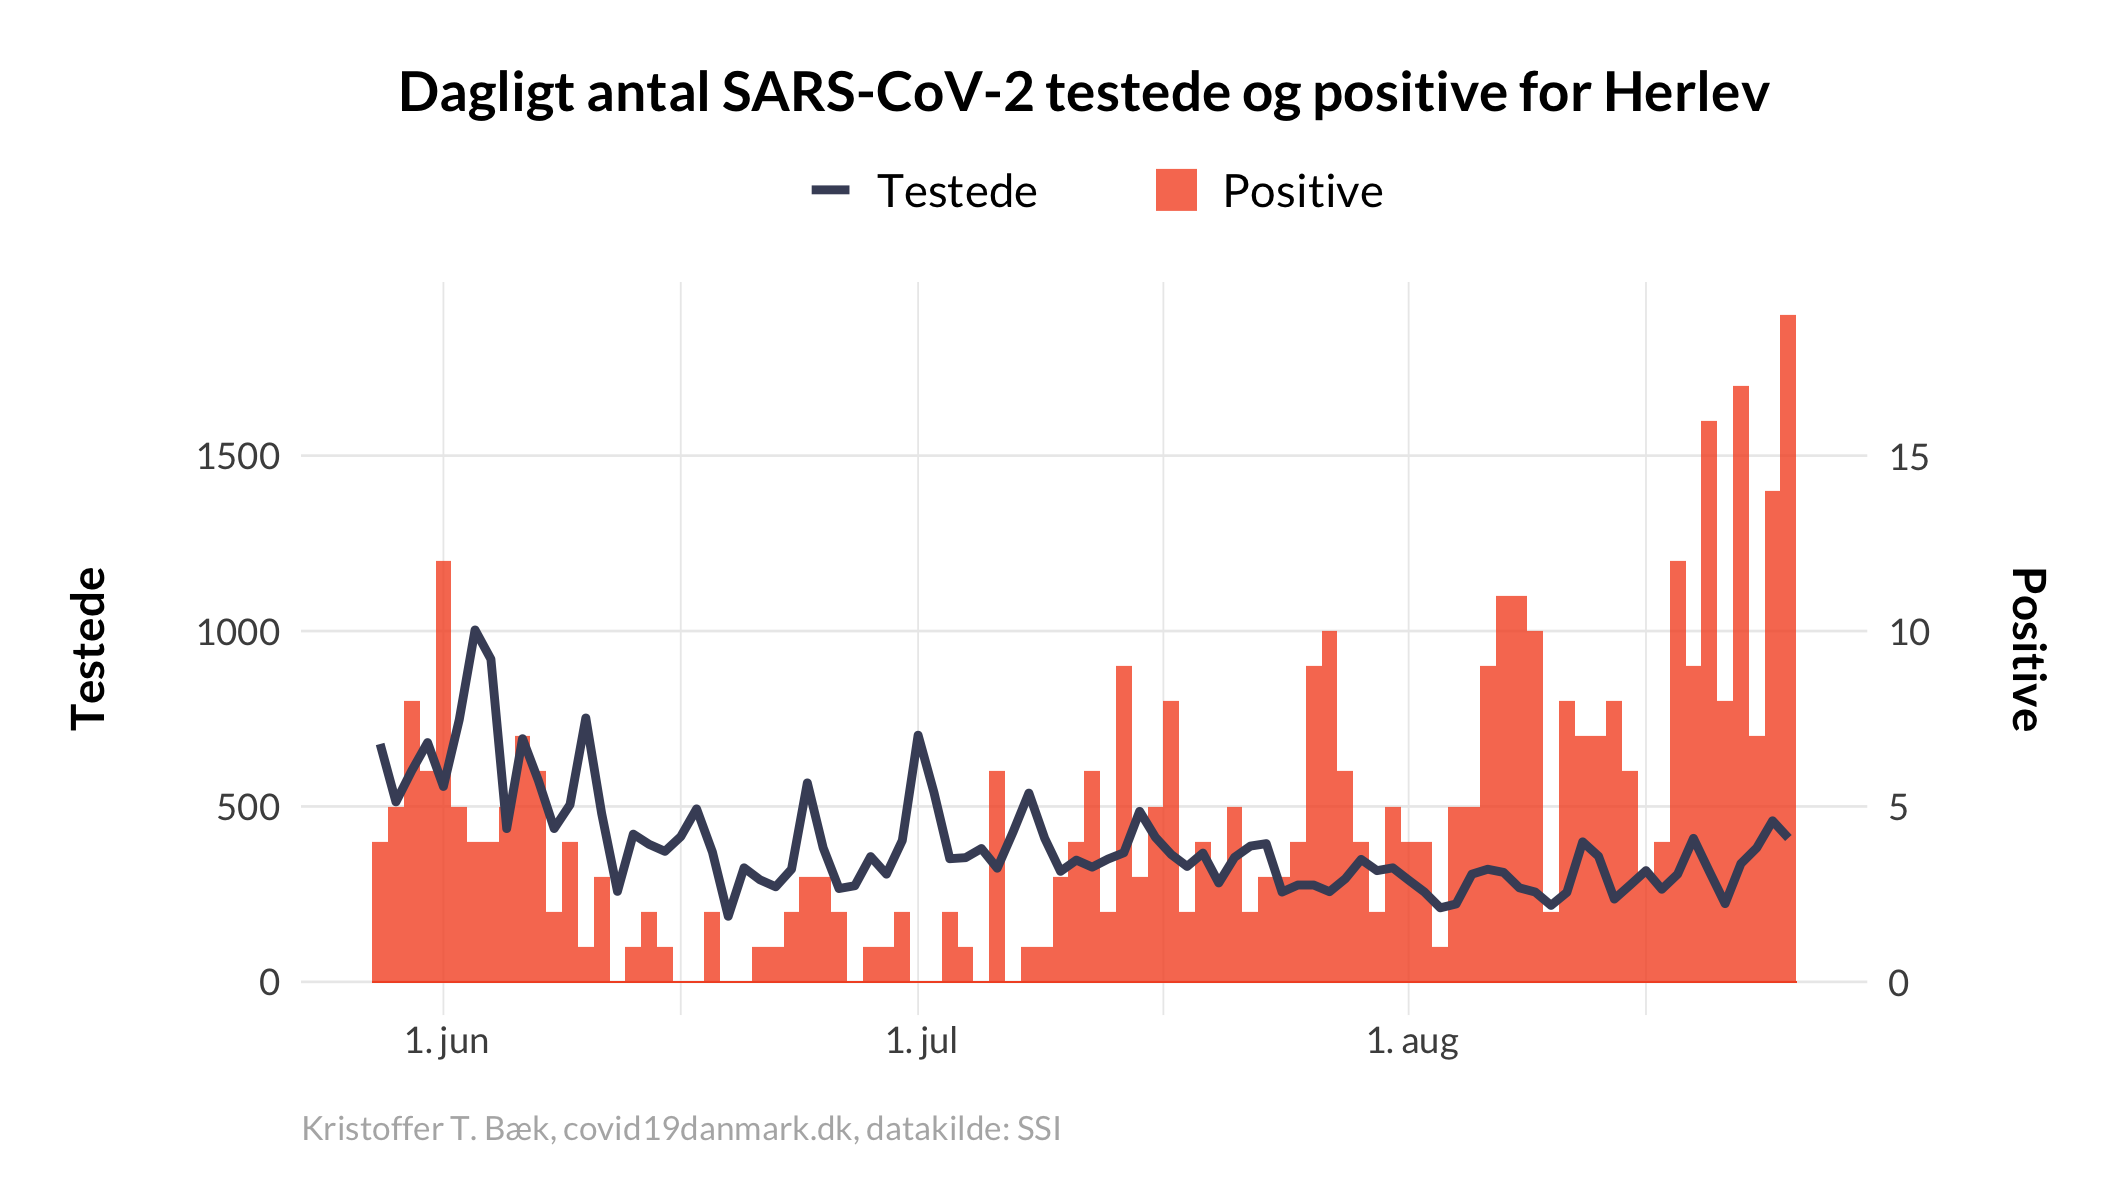 Dagligt antal SARS-CoV-2 testede og positive for Herlev
Testede
Positive
1500
1000
500
0
15
10
5
0
Testede
Positive
1. jun
1. jul
1. aug
Kristoffer T. Bæk, covid19danmark.dk, datakilde: SSI